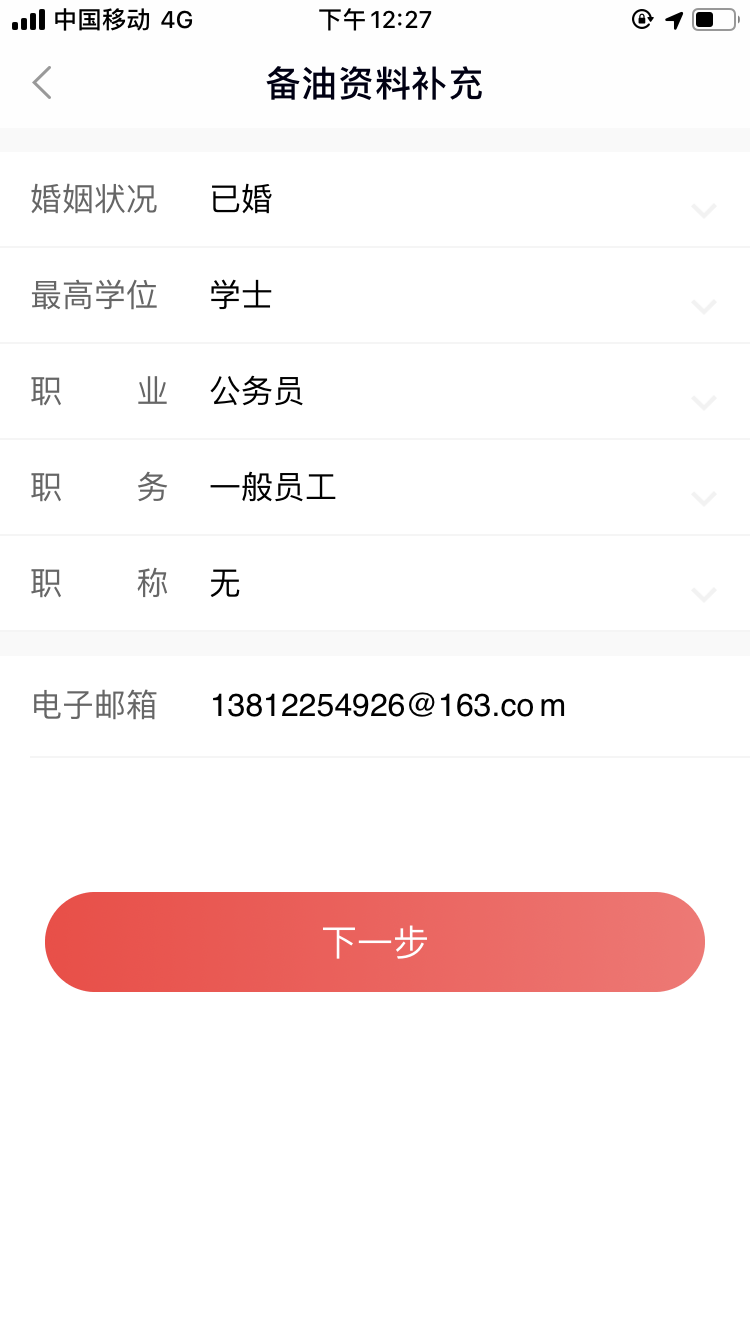 中国移动 4G 下午12:27
备油资料补充
婚姻状况 已婚
最高学位 学士
职 业 公务员
职 务 一般员工
职 称 无
电子邮箱 13812254926@163.com
下一步